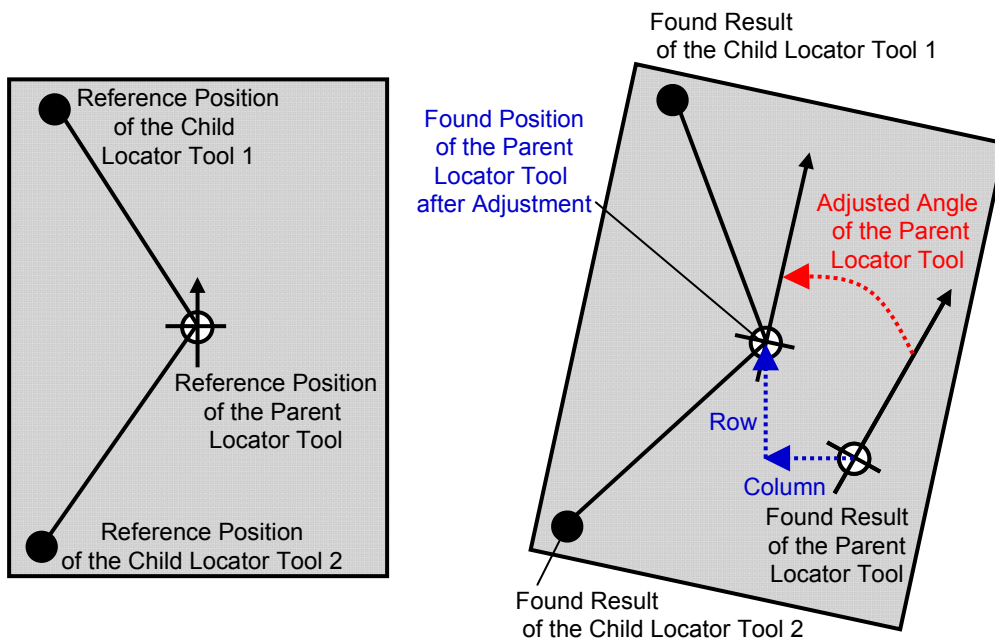 Reference Position
of the Child
Locator Tool 1
Reference Position
of the Parent
Locator Tool
Reference Position
of the Child Locator Tool 2
Found Result
of the Child Locator Tool 1
Found Position
of the Parent
Locator Tool
after Adjustment
Adjusted Angle
of the Parent
Locator Tool
Row
Column
Found Result
of the Parent
Locator Tool
Found Result
of the Child Locator Tool 2